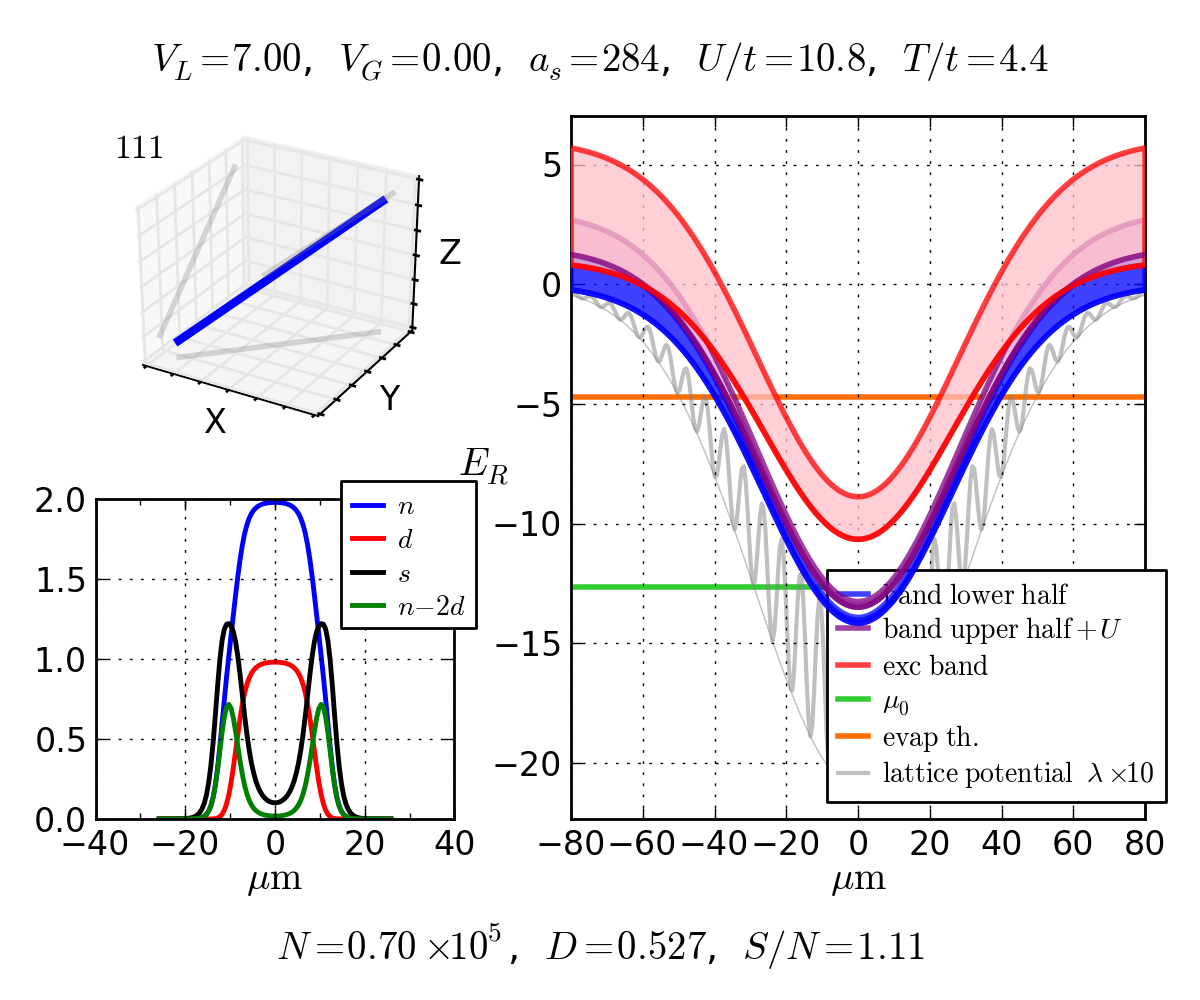 V_L=7.00, V_G=0.00, a_s=284, U/t=10.8, T/t=4.4
111
Z
Y
X
E_R
2.0
1.5
1.0
0.5
0.0
−40 −20 0 20 40
μm
n
d
s
n−2d
5
0
−5
−10
−15
−20
−80 −60 −40 −20 0 20 40 60 80
μm
band lower half
band upper half+U
exc band
μ_0
evap th.
lattice potential λ×10
N=0.70×10^5, D=0.527, S/N=1.11